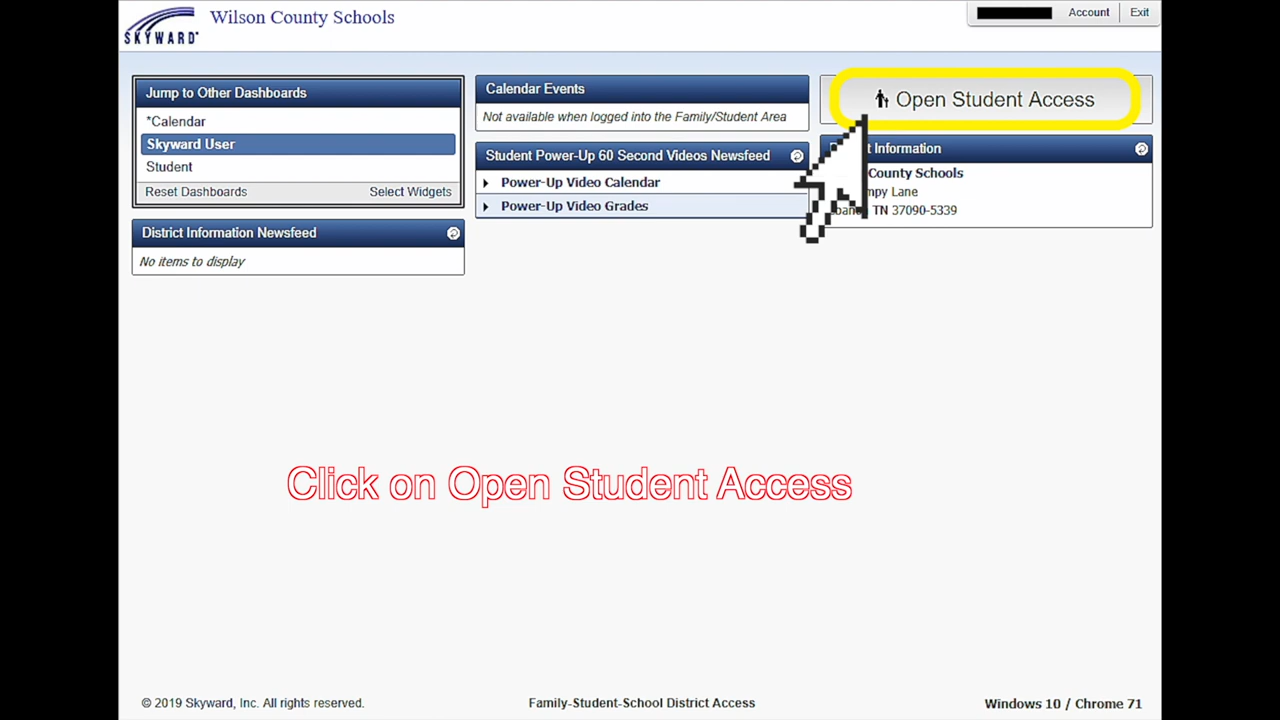 SKYWARD
Wilson County Schools
Account
Exit
Jump to Other Dashboards
*Calendar
Skyward User
Student
Reset Dashboards
Select Widgets
District Information Newsfeed
No items to display
Calendar Events
Not available when logged into the Family/Student Area
Student Power-Up 60 Second Videos Newsfeed
Power-Up Video Calendar
Power-Up Video Grades
Open Student Access
Information
County Schools
Lane
TN 37090-5339
Click on Open Student Access
© 2019 Skyward, Inc. All rights reserved.
Family-Student-School District Access
Windows 10 / Chrome 71